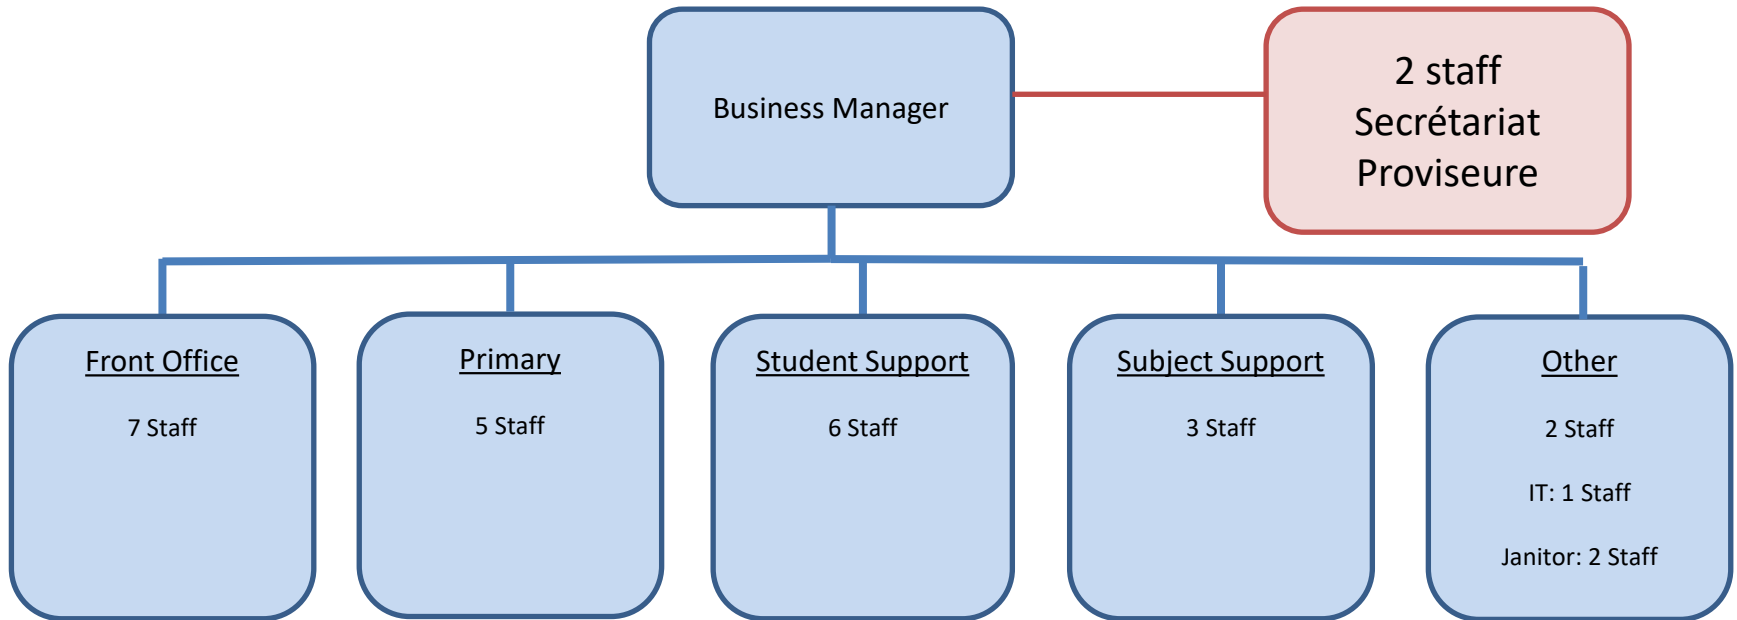 Business Manager
2 staff
Secrétariat
Proviseure
Front Office
7 Staff
Primary
5 Staff
Student Support
6 Staff
Subject Support
3 Staff
Other
2 Staff
IT: 1 Staff
Janitor: 2 Staff